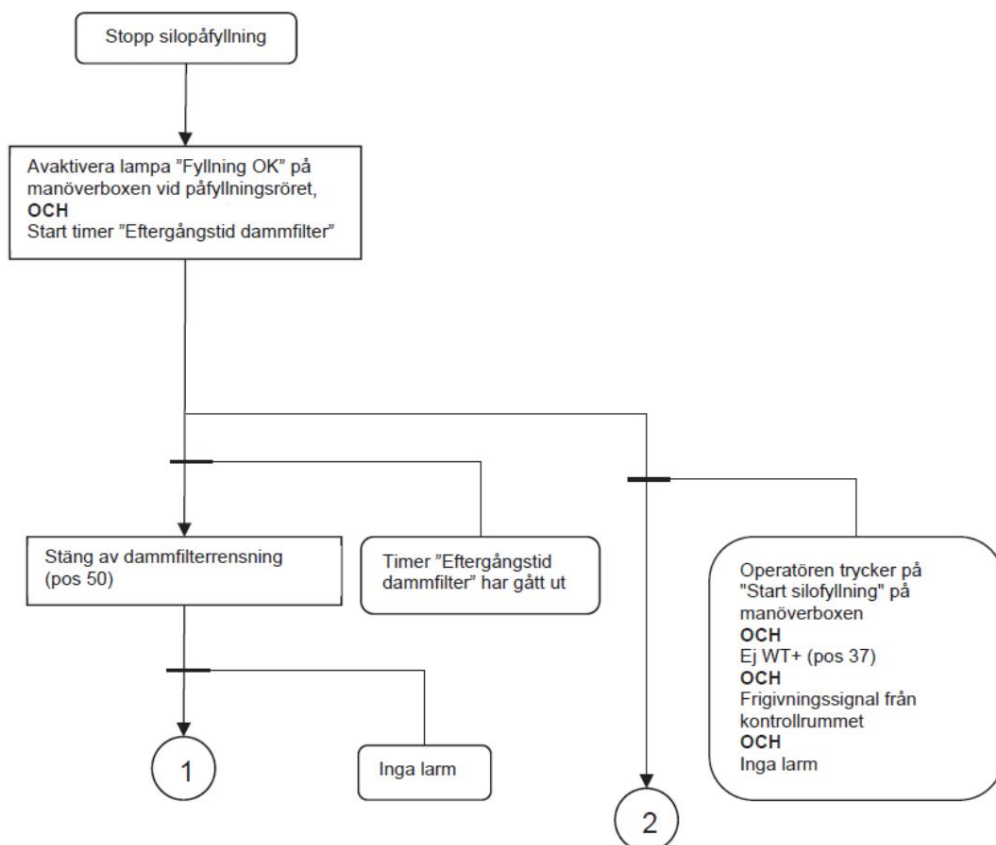 Stopp silopåfyllning
Avaktivera lampa ”Fyllning OK” på
manöverboxen vid påfyllningsröret,
OCH
Start timer ”Eftergångstid dammfilter”
Stäng av dammfilterrensning
(pos 50)
Timer ”Eftergångstid
dammfilter” har gått ut
Operatören trycker på
"Start silofyllning" på
manöverboxen
OCH
Ej WT+ (pos 37)
OCH
Frigivningssignal från
kontrollrummet
OCH
Inga larm
1
Inga larm
2